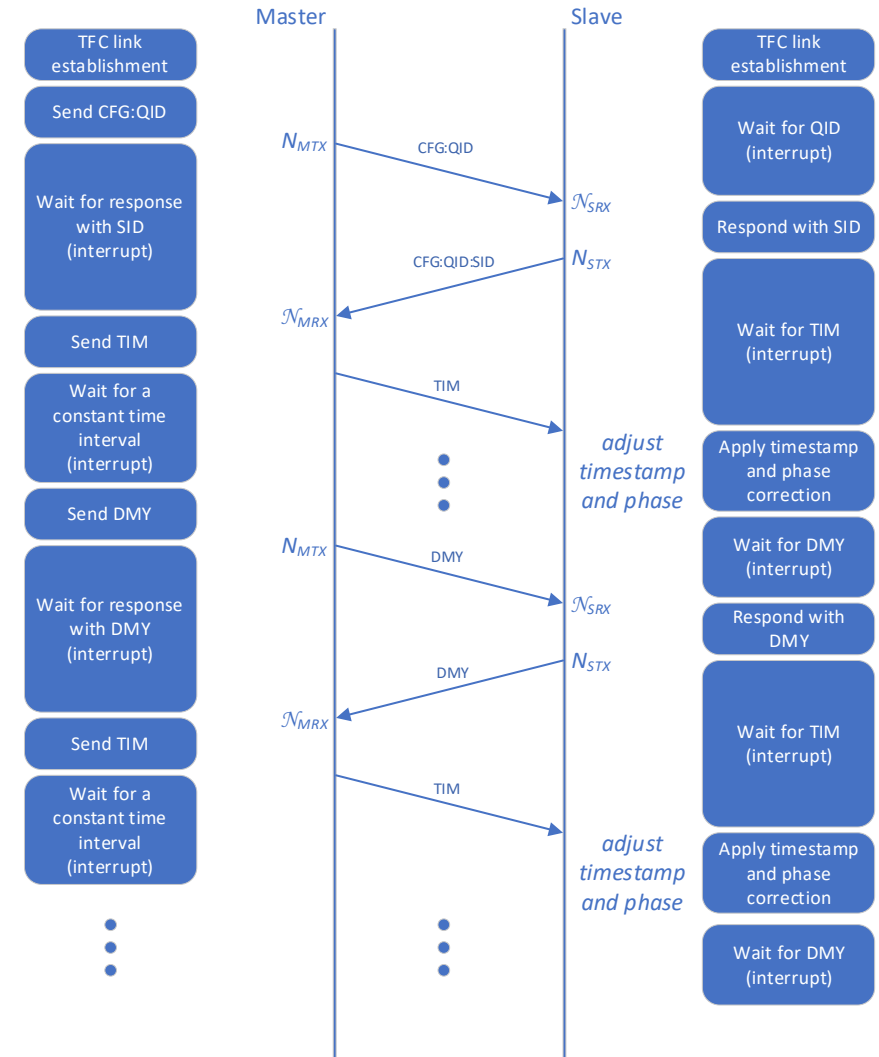 Master
Slave
TFC link
establishment
Send CFG:QID
Wait for response
with SID
(interrupt)
Send TIM
Wait for a
constant time
interval
(interrupt)
Send DMY
Wait for response
with DMY
(interrupt)
Send TIM
Wait for a
constant time
interval
(interrupt)
N_MTX
CFG:QID
𝒩_SRX
CFG:QID:SID
N_STX
𝒩_MRX
TIM
adjust
timestamp
and phase
N_MTX
DMY
𝒩_SRX
DMY
N_STX
𝒩_MRX
TIM
adjust
timestamp
and phase
TFC link
establishment
Wait for QID
(interrupt)
Respond with SID
Wait for TIM
(interrupt)
Apply timestamp
and phase
correction
Wait for DMY
(interrupt)
Respond with
DMY
Wait for TIM
(interrupt)
Apply timestamp
and phase
correction
Wait for DMY
(interrupt)